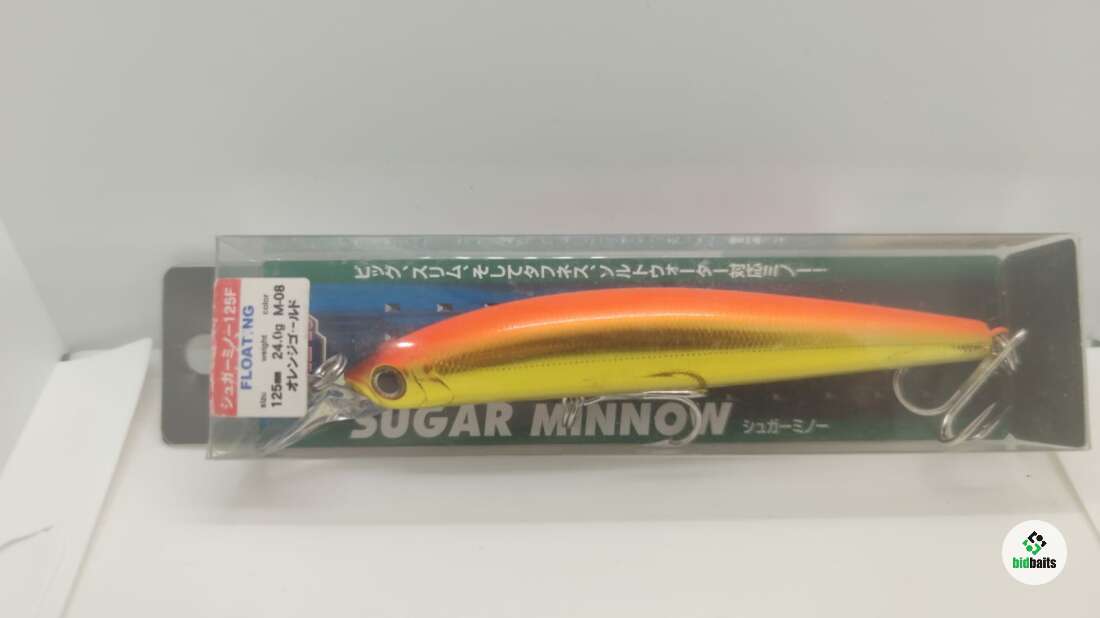 ビッグ、スリム、そしてタフネス、ソルトウォーター対応ミノー!
シュガーミノー125F
FLOATING
size weight color
125mm 24.0g M-08
オレンジゴールド
SUGAR MINNOW シュガーミノー
bidbaits